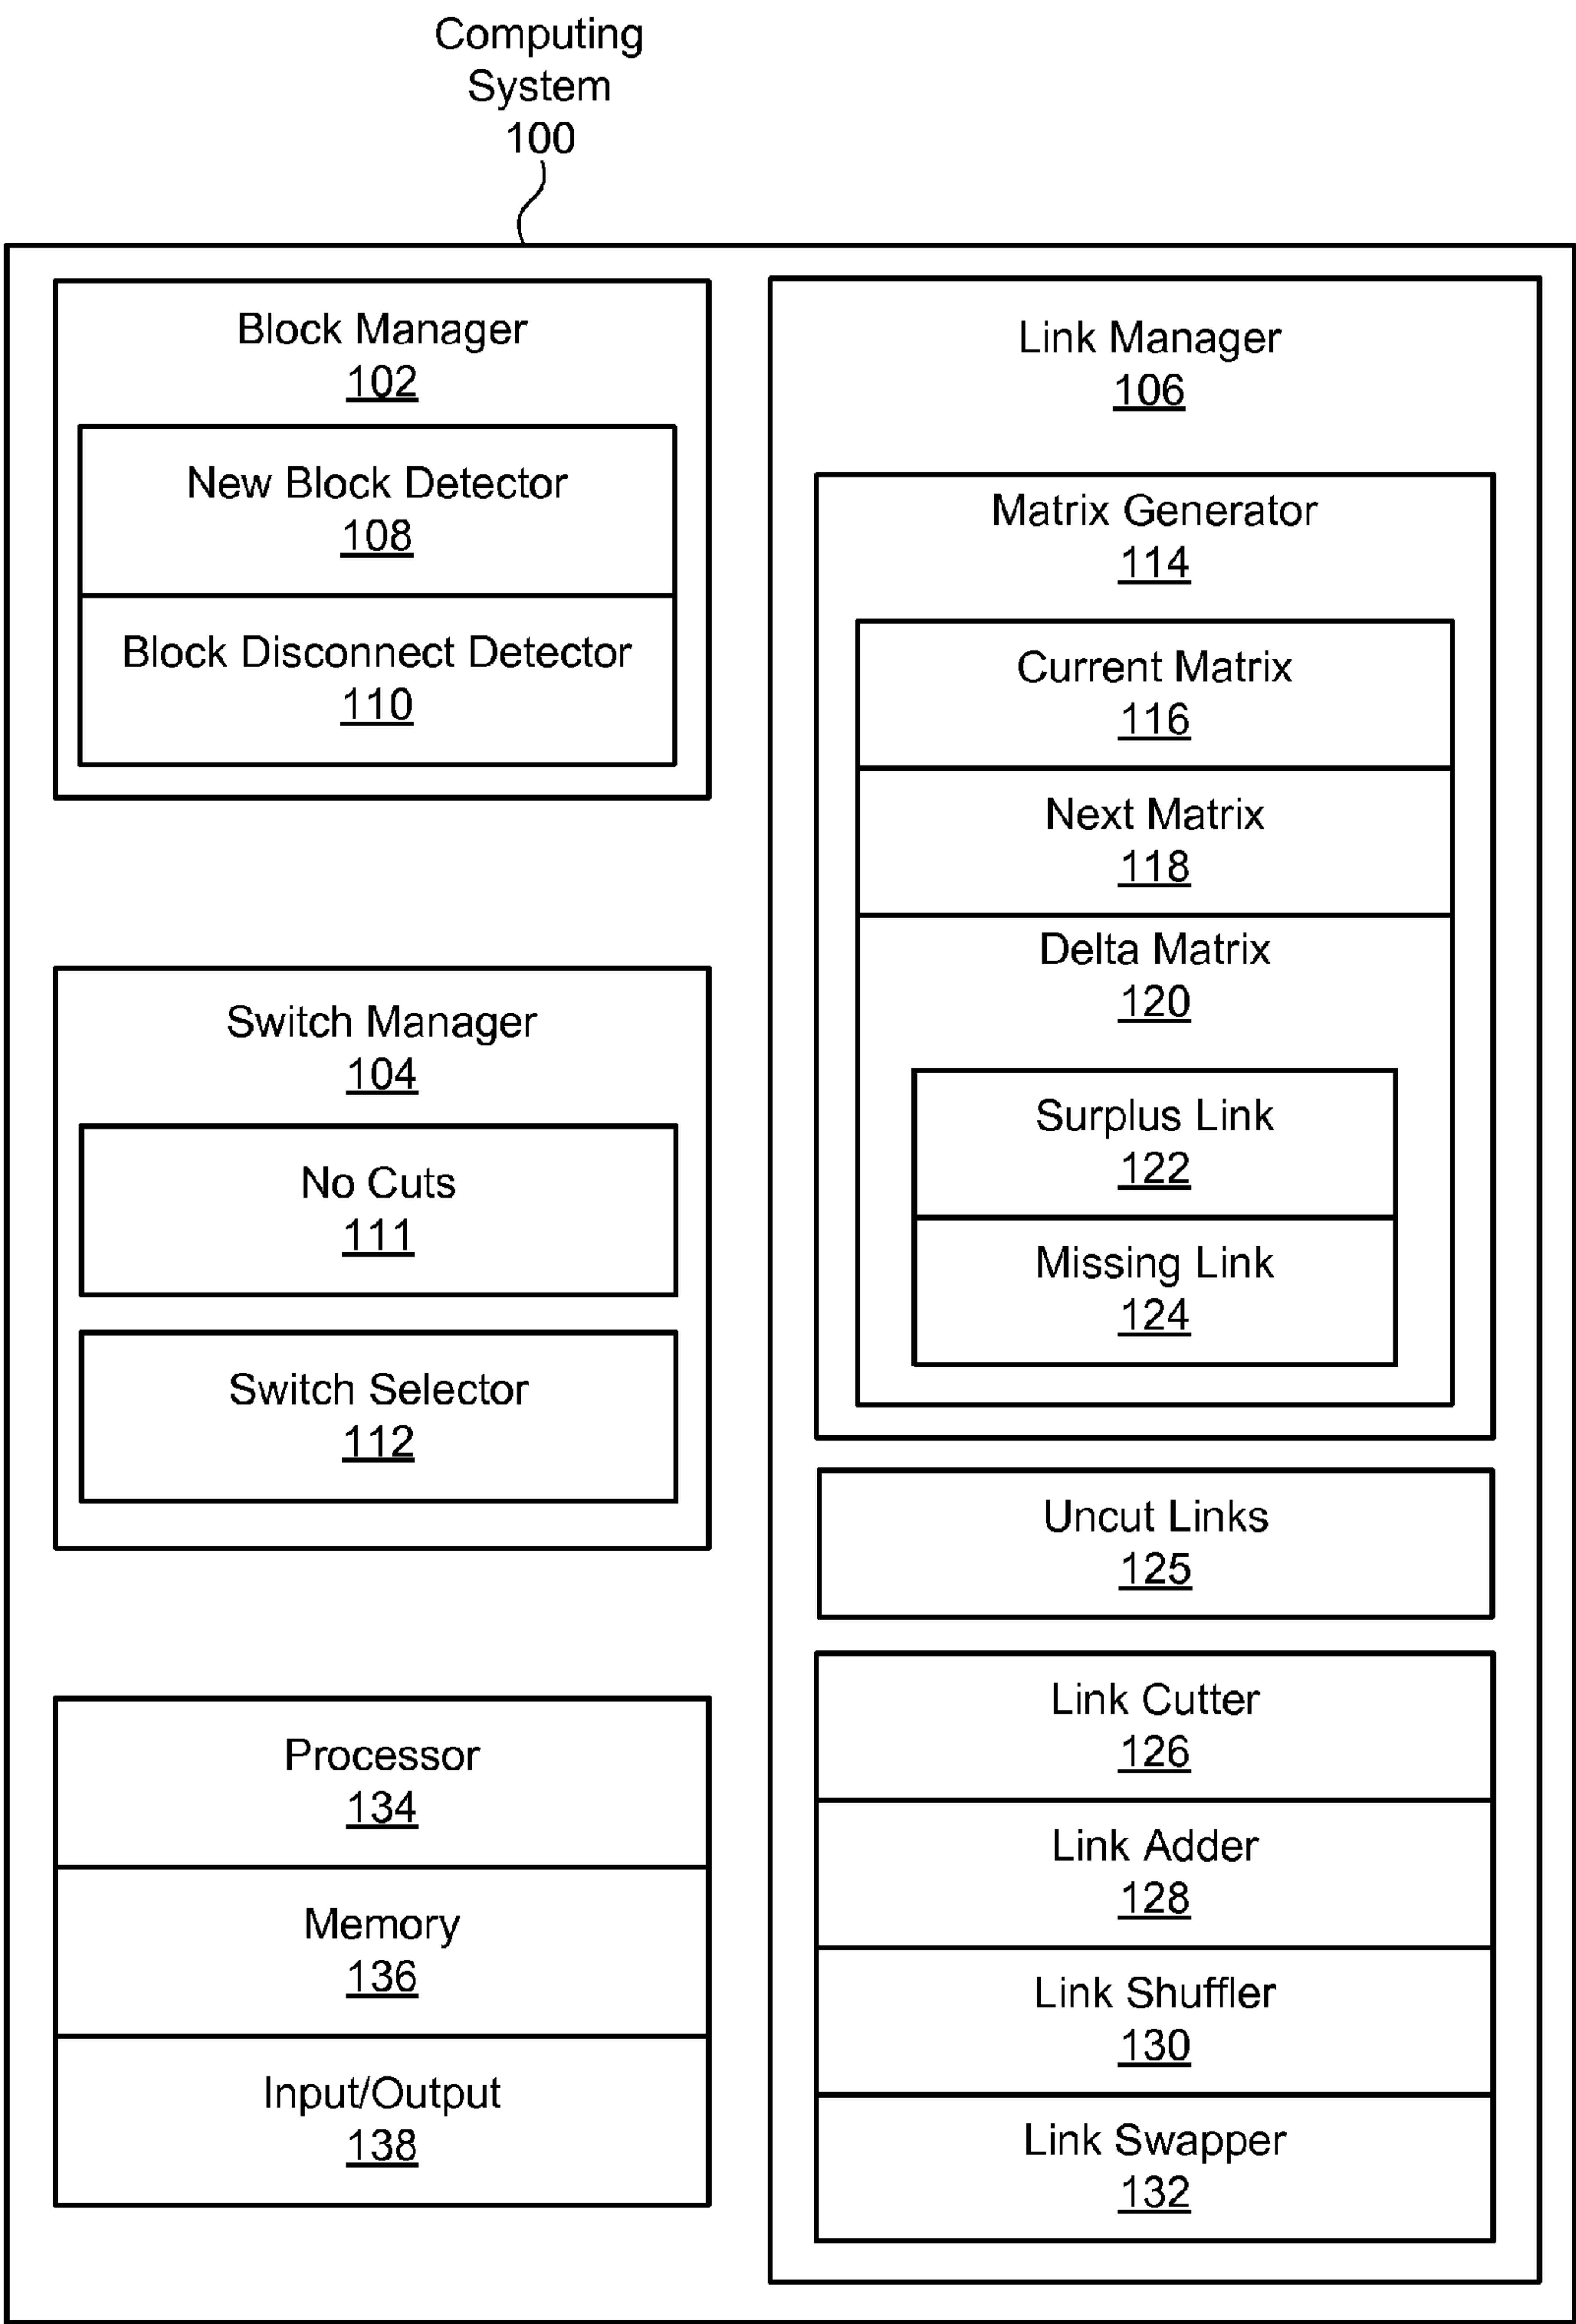 Computing
System
100
Block Manager
102
New Block Detector
108
Block Disconnect Detector
110
Switch Manager
104
No Cuts
111
Switch Selector
112
Processor
134
Memory
136
Input/Output
138
Link Manager
106
Matrix Generator
114
Current Matrix
116
Next Matrix
118
Delta Matrix
120
Surplus Link
122
Missing Link
124
Uncut Links
125
Link Cutter
126
Link Adder
128
Link Shuffler
130
Link Swapper
132